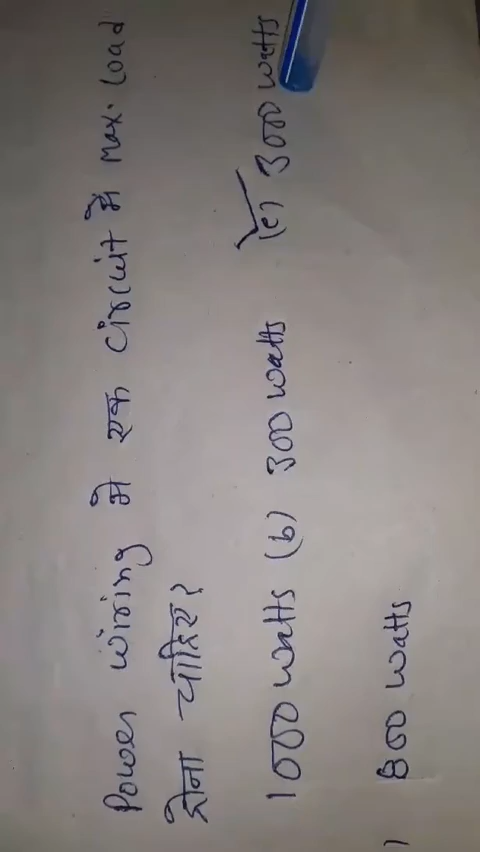 Power wiring में एक circuit में max. Load
होना चाहिए?
1000 watts (b) 300 watts (c) 3000 watts
) 800 watts